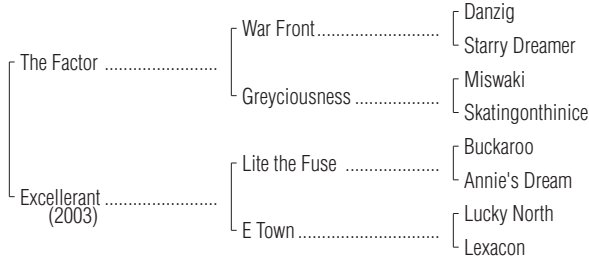 Danzig
War Front
Starry Dreamer
The Factor
Miswaki
Greyciousness
Skatingonthinice
Buckaroo
Lite the Fuse
Annie's Dream
Excellerant
(2003)
Lucky North
E Town
Lexacon